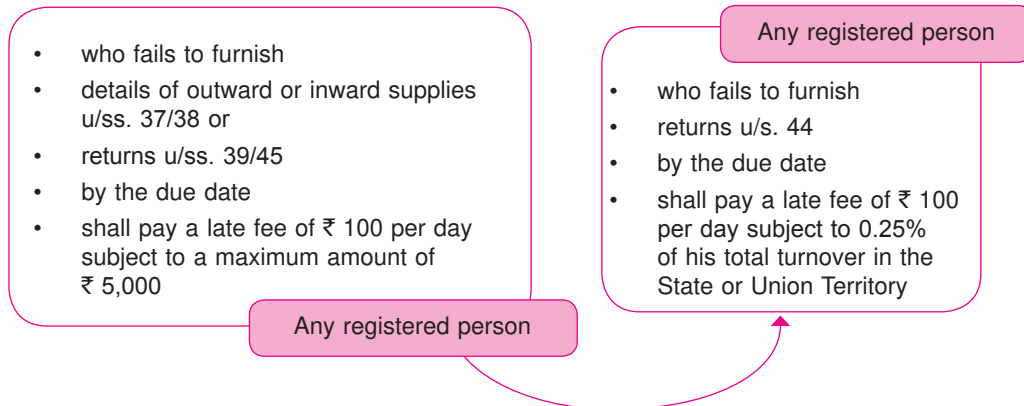 • who fails to furnish
• details of outward or inward supplies
u/ss. 37/38 or
• returns u/ss. 39/45
• by the due date
• shall pay a late fee of ₹ 100 per day
subject to a maximum amount of
₹ 5,000
Any registered person
Any registered person
• who fails to furnish
• returns u/s. 44
• by the due date
• shall pay a late fee of ₹ 100
per day subject to 0.25%
of his total turnover in the
State or Union Territory